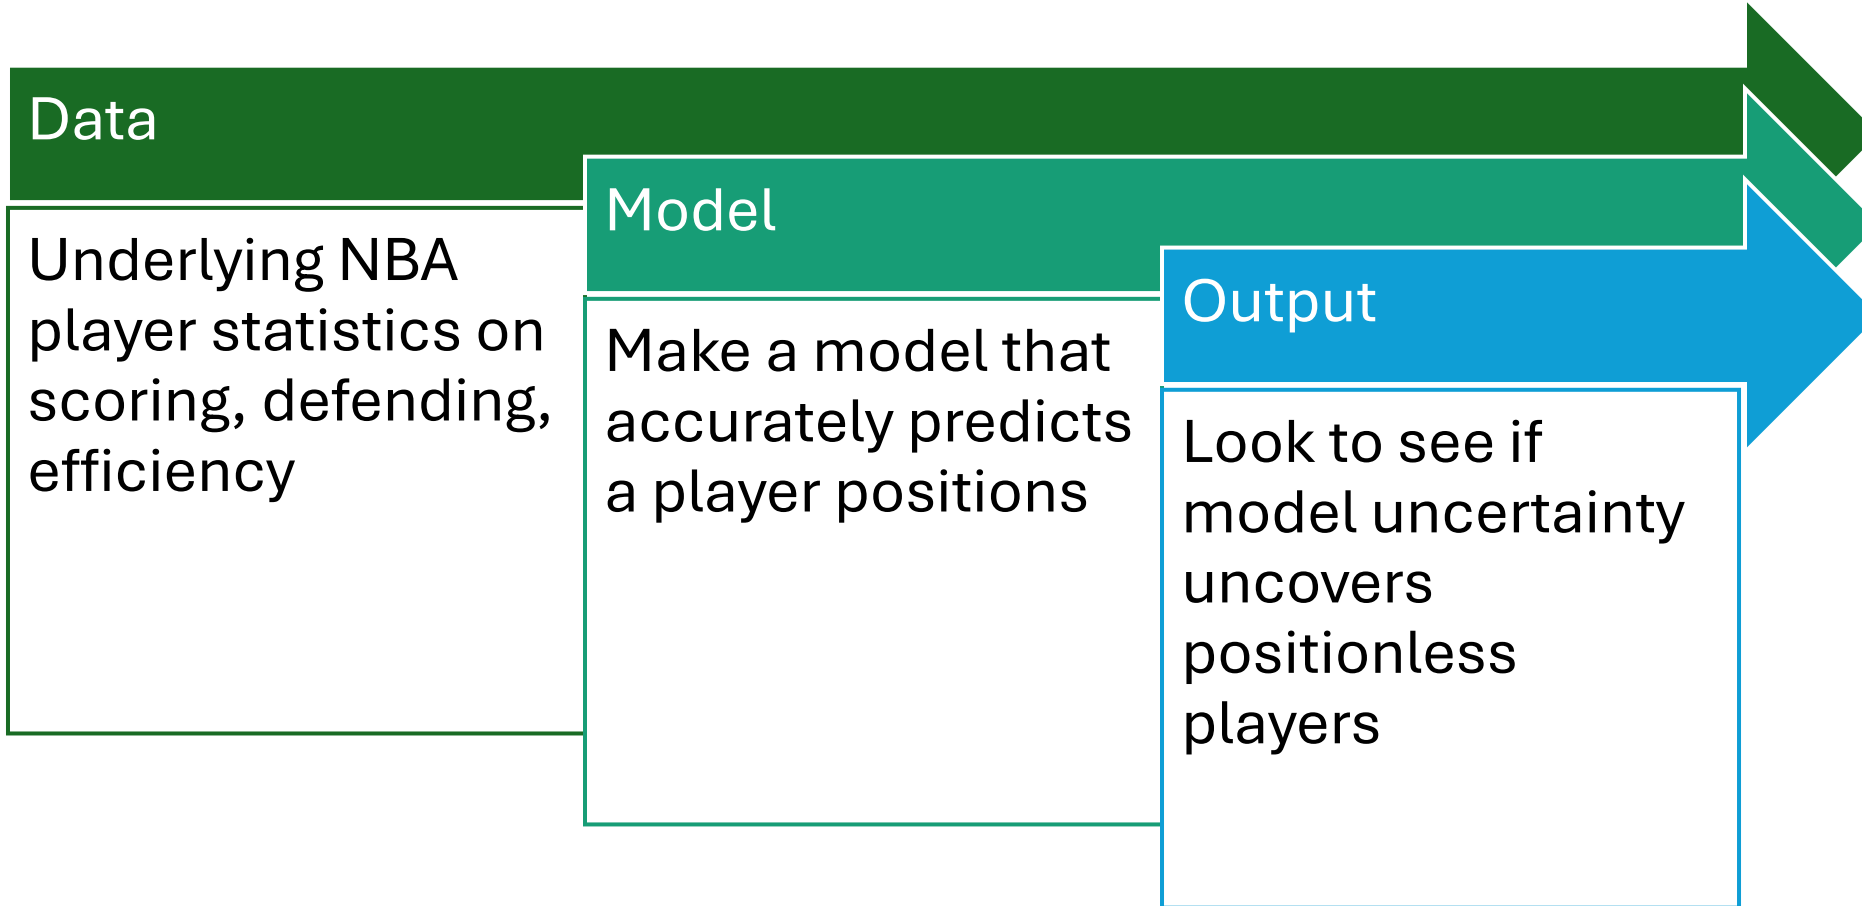 Data
Underlying NBA
player statistics on
scoring, defending,
efficiency
Model
Make a model that
accurately predicts
a player positions
Output
Look to see if
model uncertainty
uncovers
positionless
players